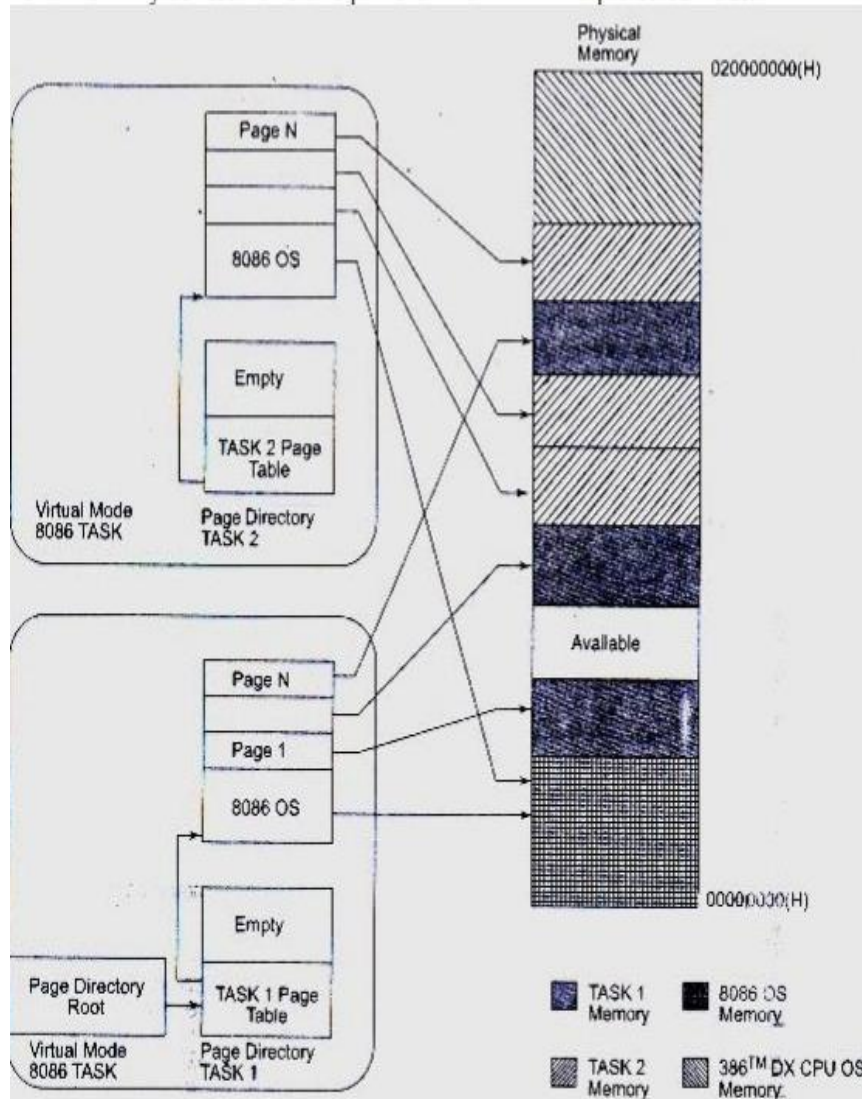 Physical
Memory
020000000(H)
Page N
8086 OS
Empty
TASK 2 Page
Table
Virtual Mode
8086 TASK
Page Directory
TASK 2
Page N
Page 1
8086 OS
Available
00000000(H)
Empty
Page Directory
Root
TASK 1 Page
Table
Virtual Mode
8086 TASK
Page Directory
TASK 1
TASK 1
Memory
8086 OS
Memory
TASK 2
Memory
386™ DX CPU OS
Memory